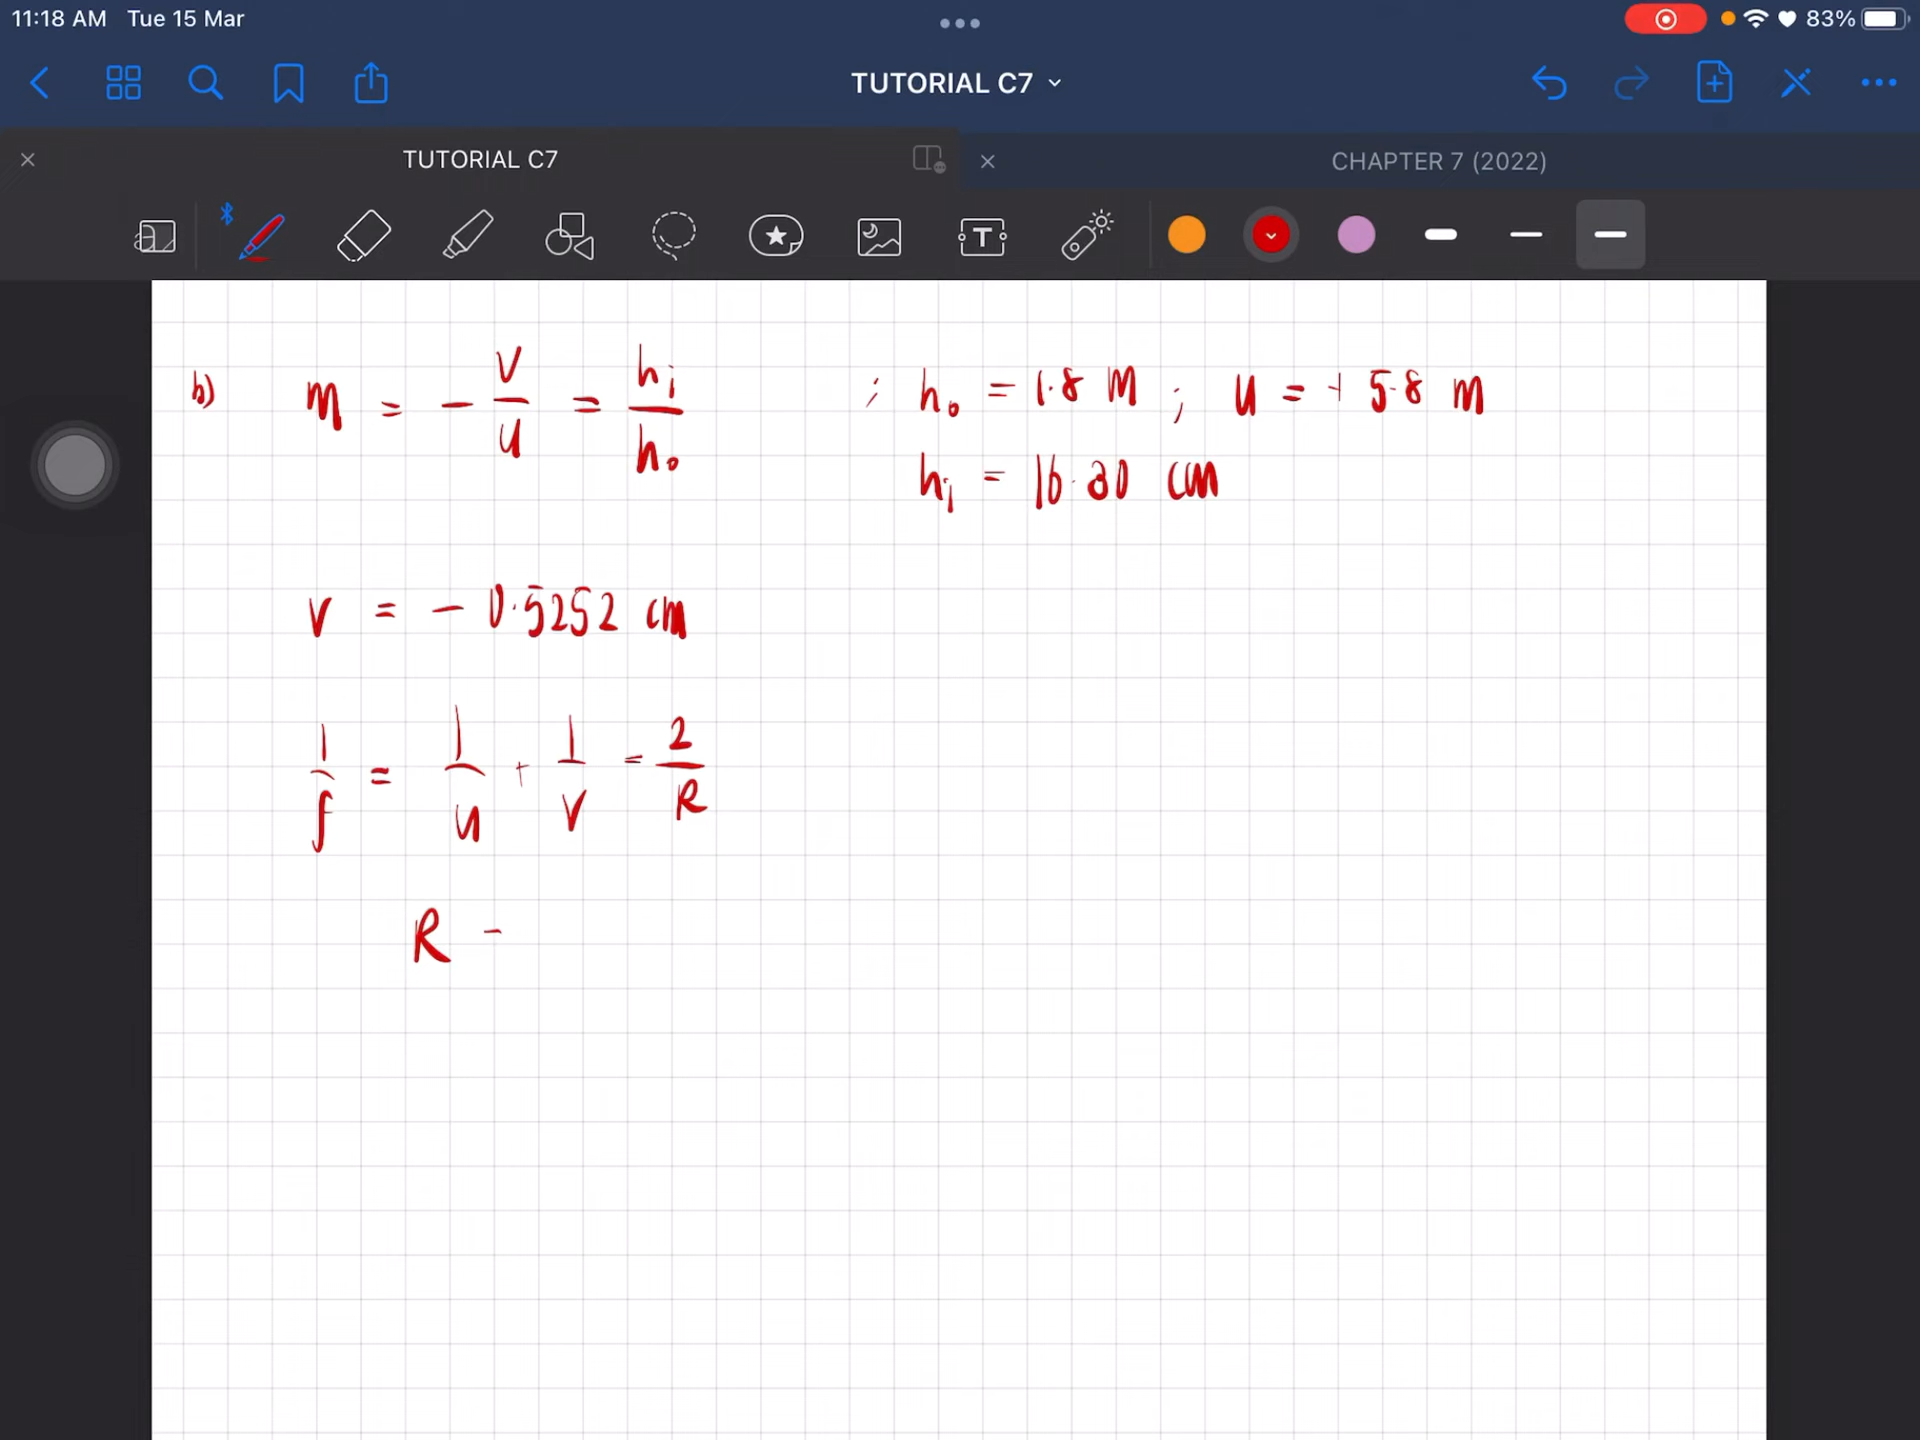 11:18 AM Tue 15 Mar
83%
TUTORIAL C7
TUTORIAL C7
CHAPTER 7 (2022)
b) m = - v/u = hi/ho ; ho = 1.8 m ; u = + 5.8 m
hi = 16.30 cm
v = - 0.5252 cm
1/f = 1/u + 1/v = 2/R
R -